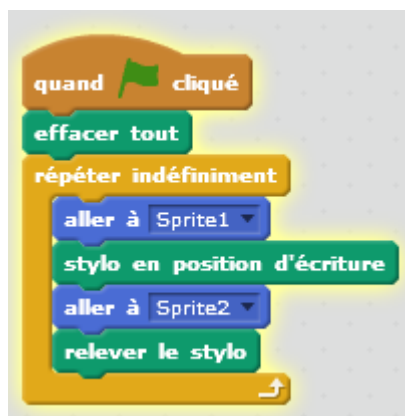 quand cliqué
effacer tout
répéter indéfiniment
aller à Sprite1
stylo en position d'écriture
aller à Sprite2
relever le stylo